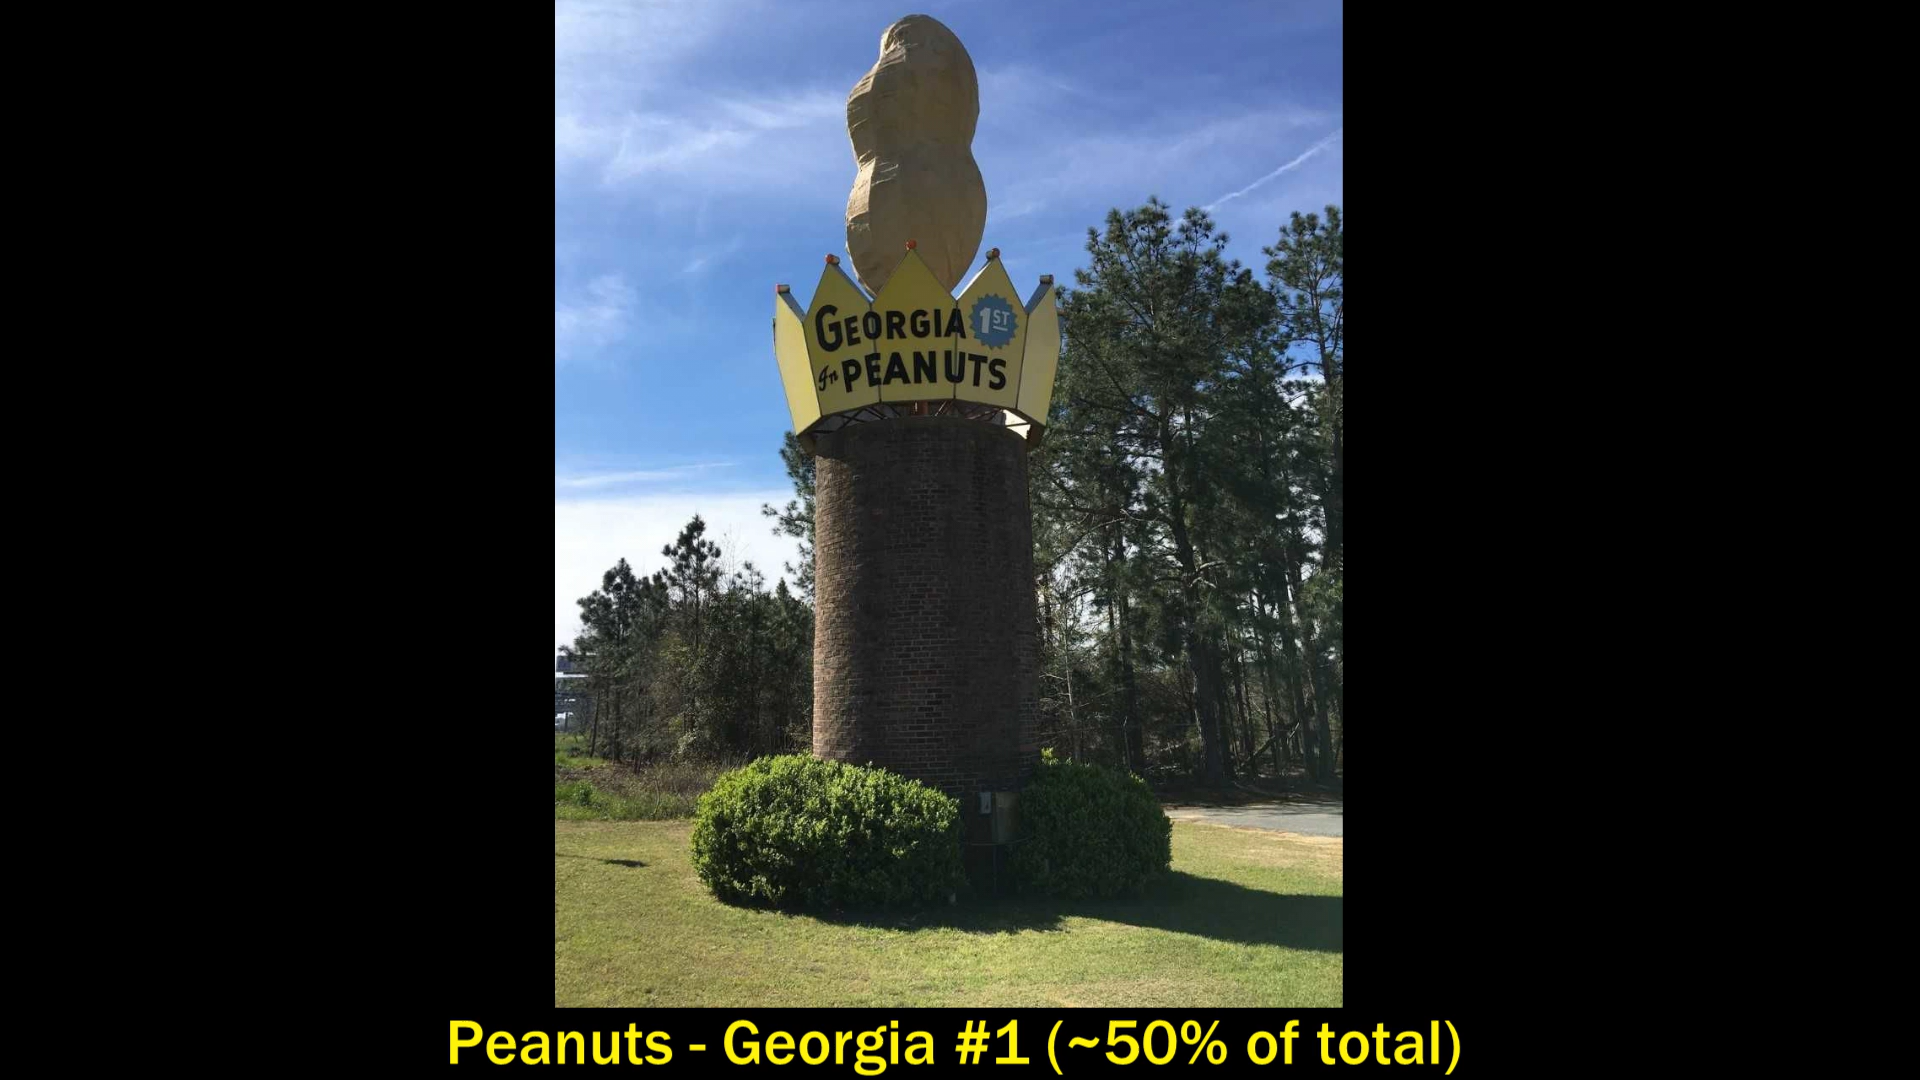 GEORGIA 1ST
In PEANUTS
Peanuts - Georgia #1 (~50% of total)